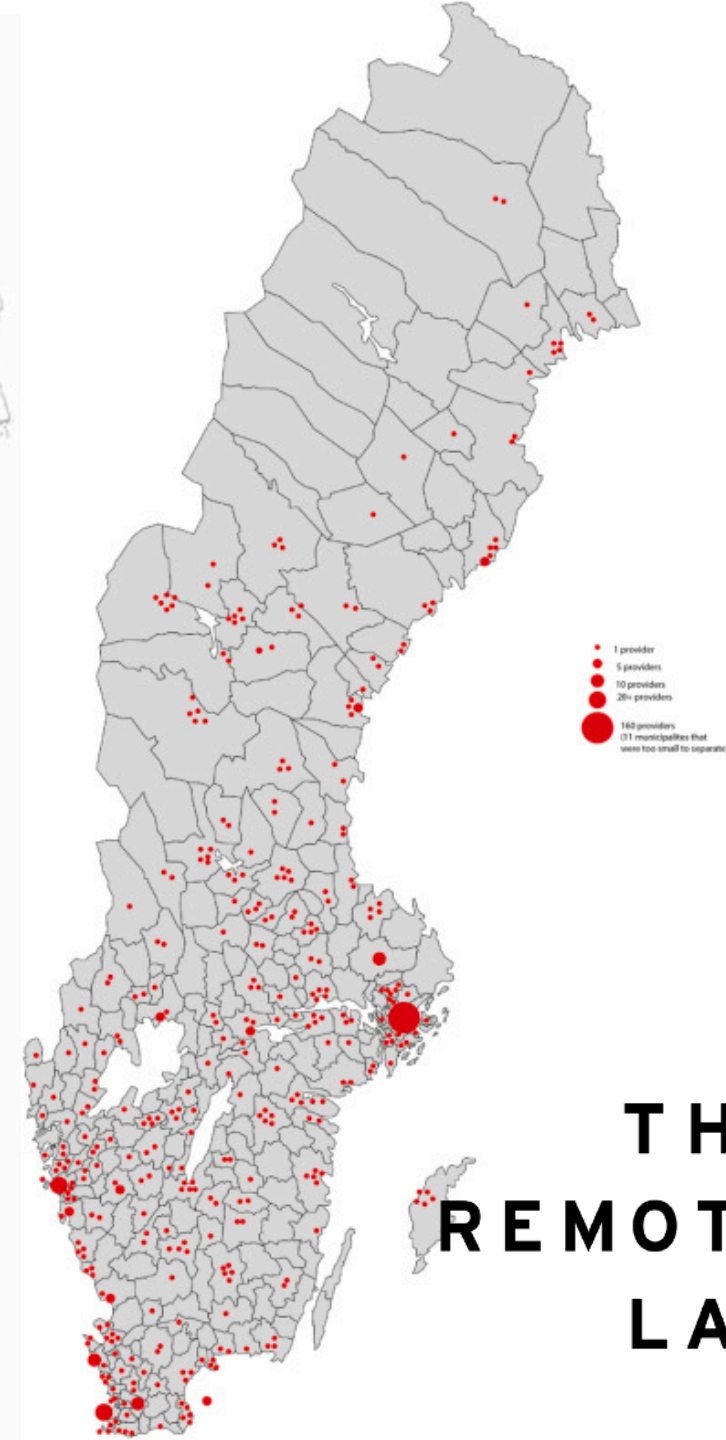 1 provider
5 providers
10 providers
20+ providers
160 providers
(11 municipalites that
were too small to separate
TH
REMOT
LA